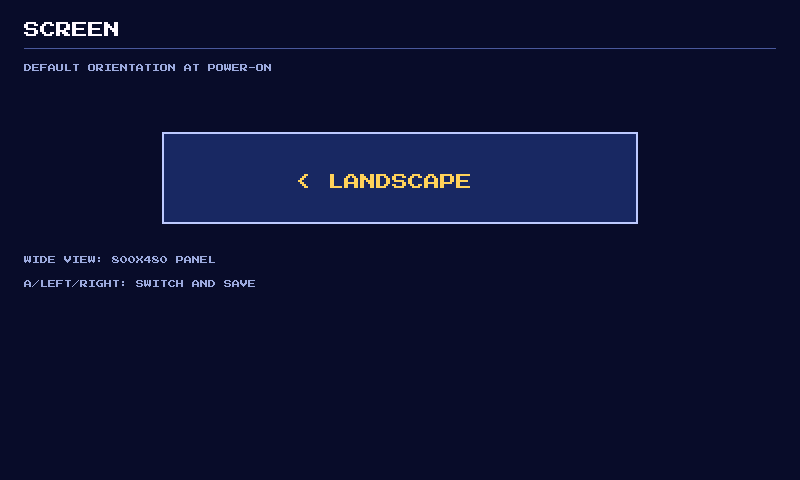 SCREEN
DEFAULT ORIENTATION AT POWER-ON
< LANDSCAPE
WIDE VIEW: 800X480 PANEL
A/LEFT/RIGHT: SWITCH AND SAVE